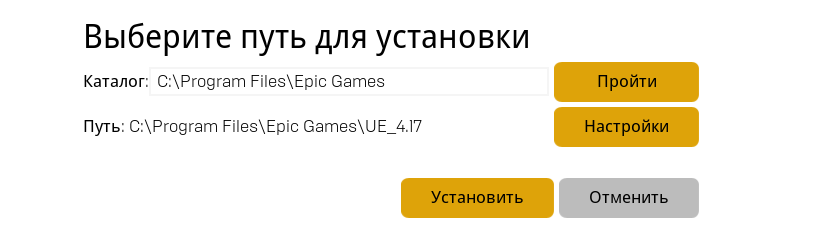 Выберите путь для установки
Каталог: C:\Program Files\Epic Games
Пройти
Путь: C:\Program Files\Epic Games\UE_4.17
Настройки
Установить
Отменить